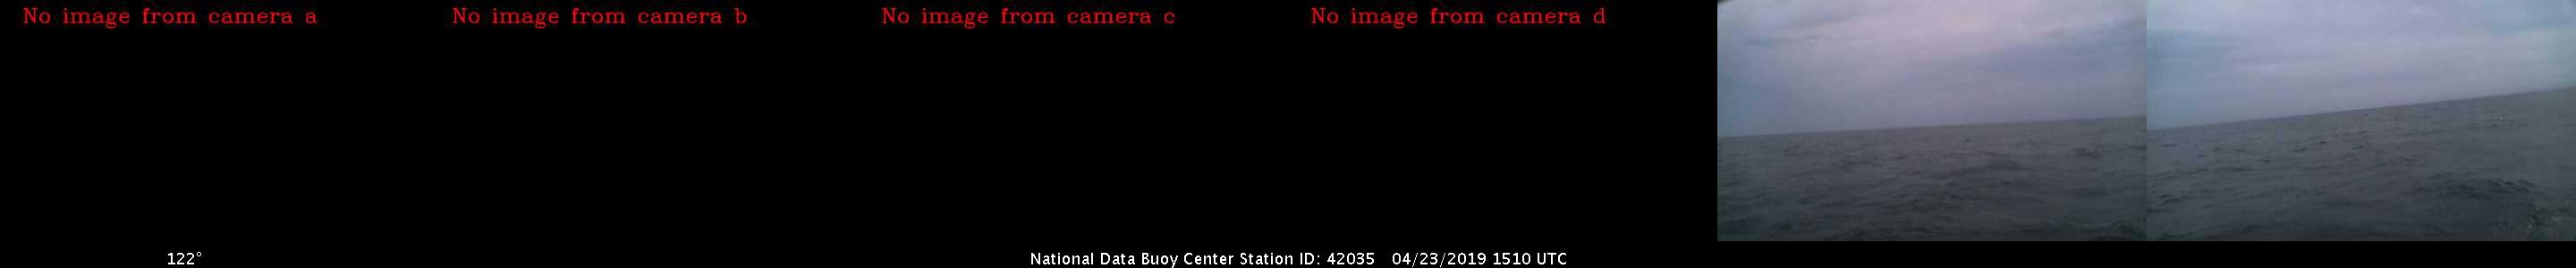 No image from camera a
No image from camera b
No image from camera c
No image from camera d
122°
National Data Buoy Center Station ID: 42035 04/23/2019 1510 UTC